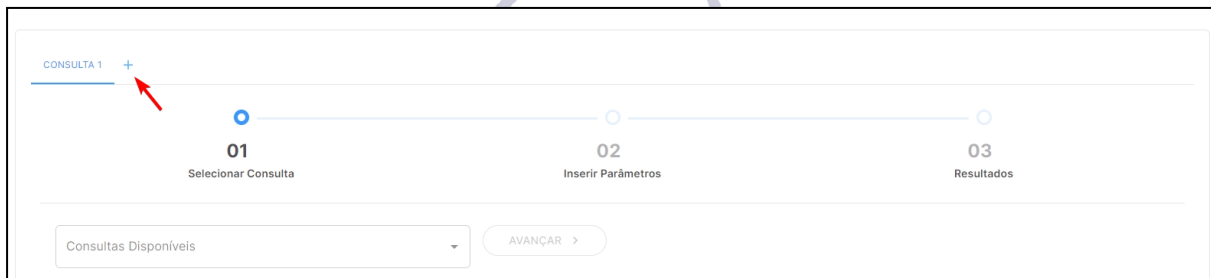 CONSULTA 1 +
01
Selecionar Consulta
02
Inserir Parâmetros
03
Resultados
Consultas Disponíveis
AVANÇAR >